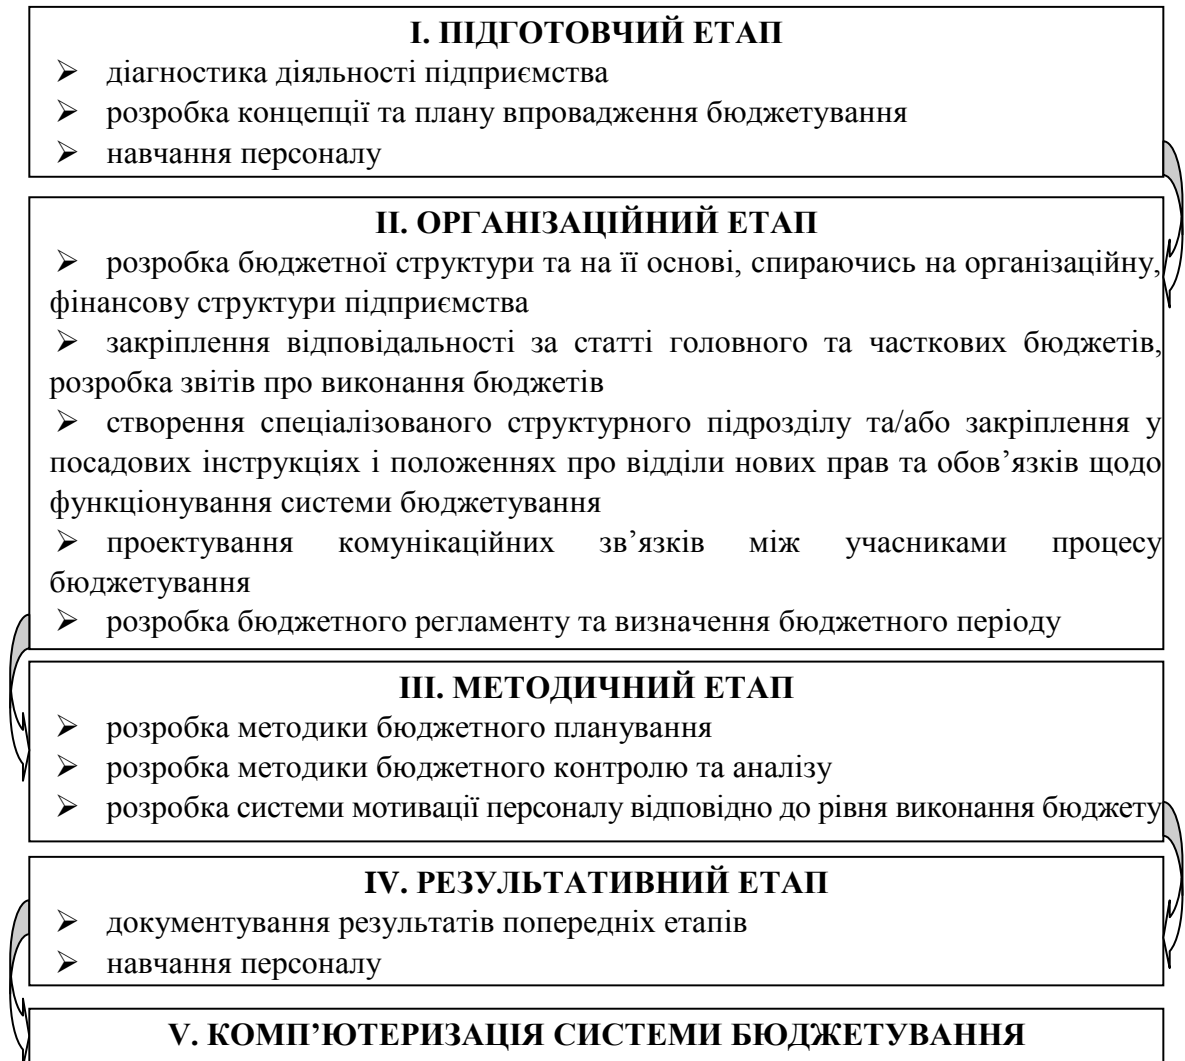 І. ПІДГОТОВЧИЙ ЕТАП
➢ діагностика діяльності підприємства
➢ розробка концепції та плану впровадження бюджетування
➢ навчання персоналу
ІІ. ОРГАНІЗАЦІЙНИЙ ЕТАП
➢ розробка бюджетної структури та на її основі, спираючись на організаційну,
фінансову структури підприємства
➢ закріплення відповідальності за статті головного та часткових бюджетів,
розробка звітів про виконання бюджетів
➢ створення спеціалізованого структурного підрозділу та/або закріплення у
посадових інструкціях і положеннях про відділи нових прав та обов’язків щодо
функціонування системи бюджетування
➢ проектування комунікаційних зв’язків між учасниками процесу
бюджетування
➢ розробка бюджетного регламенту та визначення бюджетного періоду
ІІІ. МЕТОДИЧНИЙ ЕТАП
➢ розробка методики бюджетного планування
➢ розробка методики бюджетного контролю та аналізу
➢ розробка системи мотивації персоналу відповідно до рівня виконання бюджету
IV. РЕЗУЛЬТАТИВНИЙ ЕТАП
➢ документування результатів попередніх етапів
➢ навчання персоналу
V. КОМП’ЮТЕРИЗАЦІЯ СИСТЕМИ БЮДЖЕТУВАННЯ